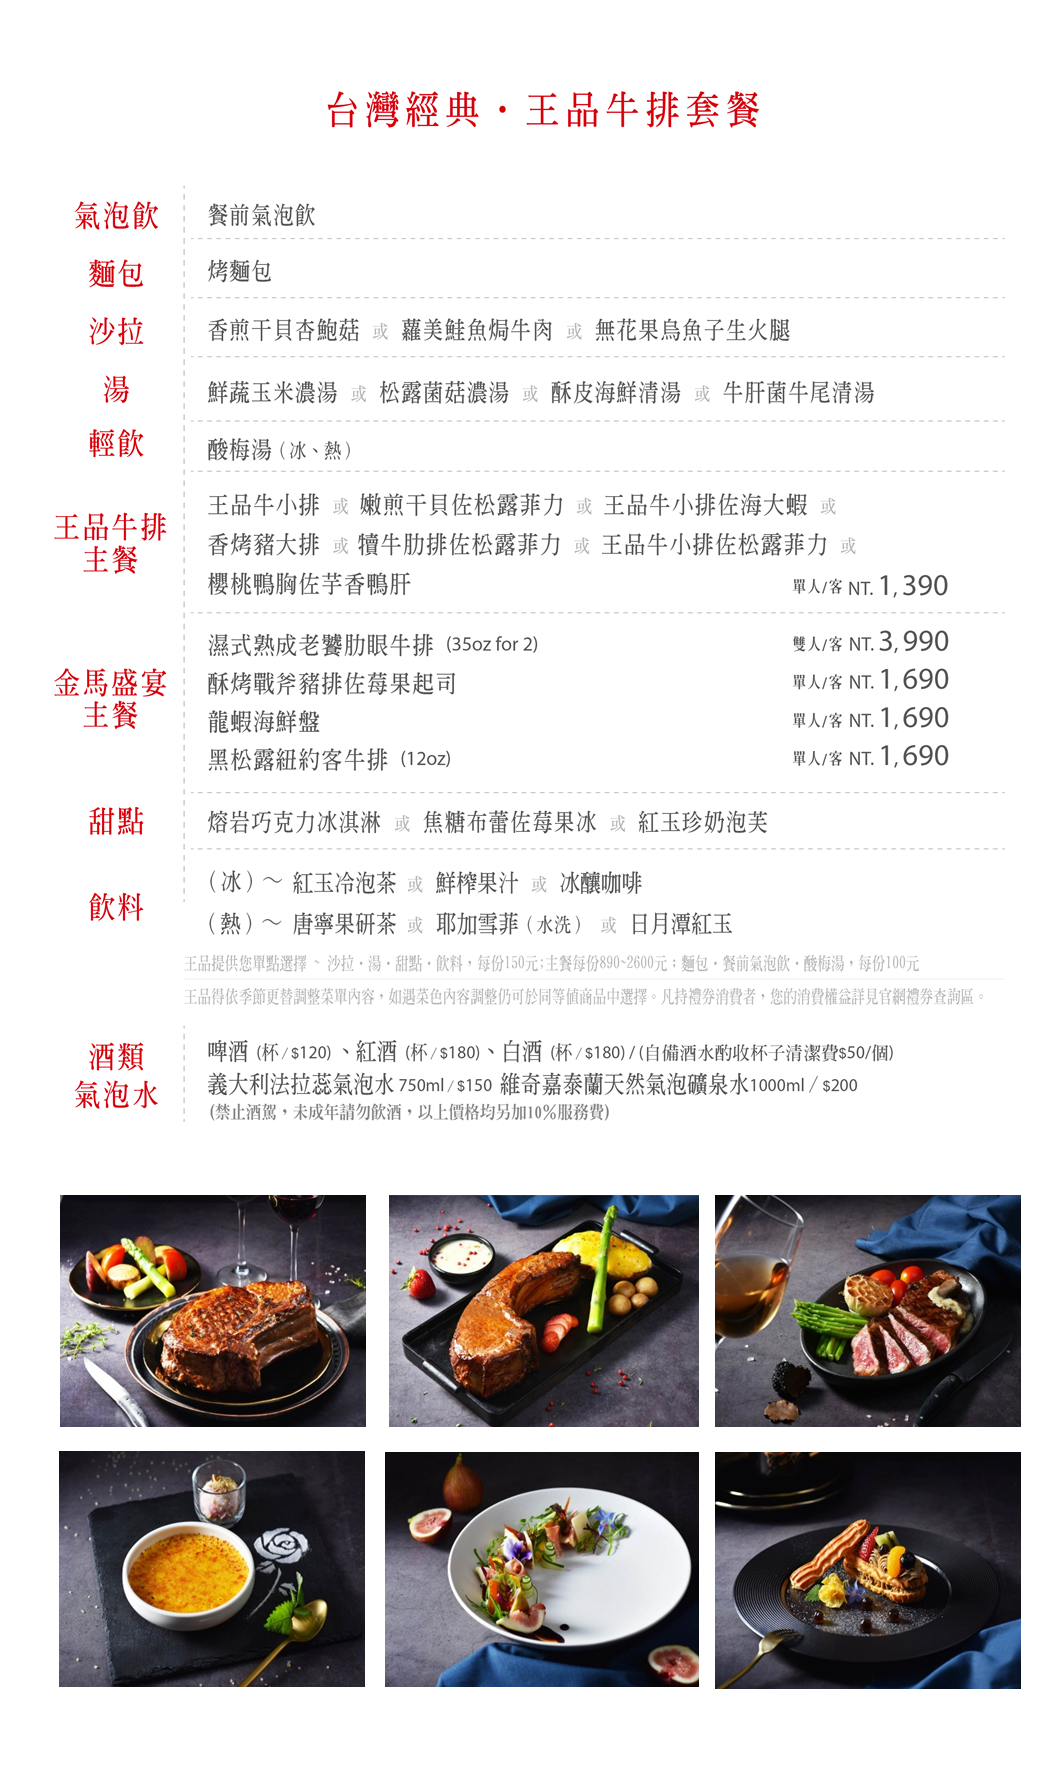 台灣經典・王品牛排套餐
氣泡飲
餐前氣泡飲
麵包
烤麵包
沙拉
香煎干貝杏鮑菇 或 蘿美鮭魚焗牛肉 或 無花果烏魚子生火腿
湯
鮮蔬玉米濃湯 或 松露菌菇濃湯 或 酥皮海鮮清湯 或 牛肝菌牛尾清湯
輕飲
酸梅湯(冰、熱)
王品牛排
主餐
王品牛小排 或 嫩煎干貝佐松露菲力 或 王品牛小排佐海大蝦 或
香烤豬大排 或 犢牛肋排佐松露菲力 或 王品牛小排佐松露菲力 或
櫻桃鴨胸佐芋香鴨肝 單人/客 NT. 1,390
金馬盛宴
主餐
濕式熟成老饕肋眼牛排 (35oz for 2) 雙人/客 NT. 3,990
酥烤戰斧豬排佐莓果起司 單人/客 NT. 1,690
龍蝦海鮮盤 單人/客 NT. 1,690
黑松露紐約客牛排 (12oz) 單人/客 NT. 1,690
甜點
熔岩巧克力冰淇淋 或 焦糖布蕾佐莓果冰 或 紅玉珍奶泡芙
飲料
(冰)～ 紅玉冷泡茶 或 鮮榨果汁 或 冰釀咖啡
(熱)～ 唐寧果研茶 或 耶加雪菲(水洗) 或 日月潭紅玉
王品提供您單點選擇 ~ 沙拉・湯・甜點・飲料，每份150元;主餐每份890~2600元；麵包・餐前氣泡飲・酸梅湯，每份100元
王品得依季節更替調整菜單內容，如遇菜色內容調整仍可於同等值商品中選擇。凡持禮券消費者，您的消費權益詳見官網禮券查詢區。
酒類
氣泡水
啤酒 (杯/$120) 、紅酒 (杯/$180)、白酒 (杯/$180) / (自備酒水酌收杯子清潔費$50/個)
義大利法拉蕊氣泡水 750ml / $150 維奇嘉泰蘭天然氣泡礦泉水1000ml / $200
(禁止酒駕，未成年請勿飲酒，以上價格均另加10%服務費)